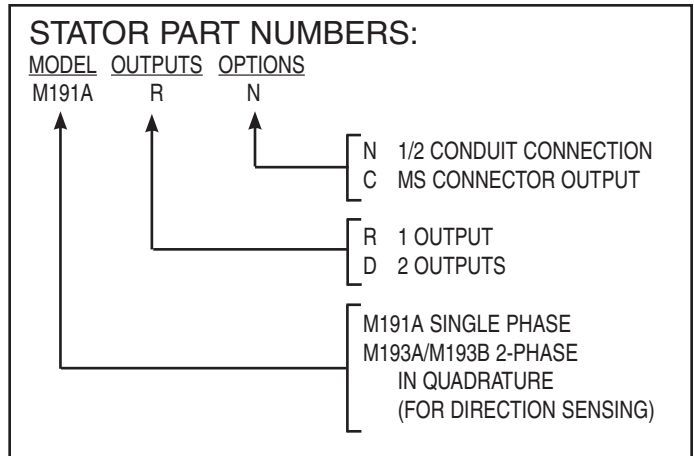 STATOR PART NUMBERS:
MODEL OUTPUTS OPTIONS
M191A R N
N 1/2 CONDUIT CONNECTION
C MS CONNECTOR OUTPUT
R 1 OUTPUT
D 2 OUTPUTS
M191A SINGLE PHASE
M193A/M193B 2-PHASE
IN QUADRATURE
(FOR DIRECTION SENSING)